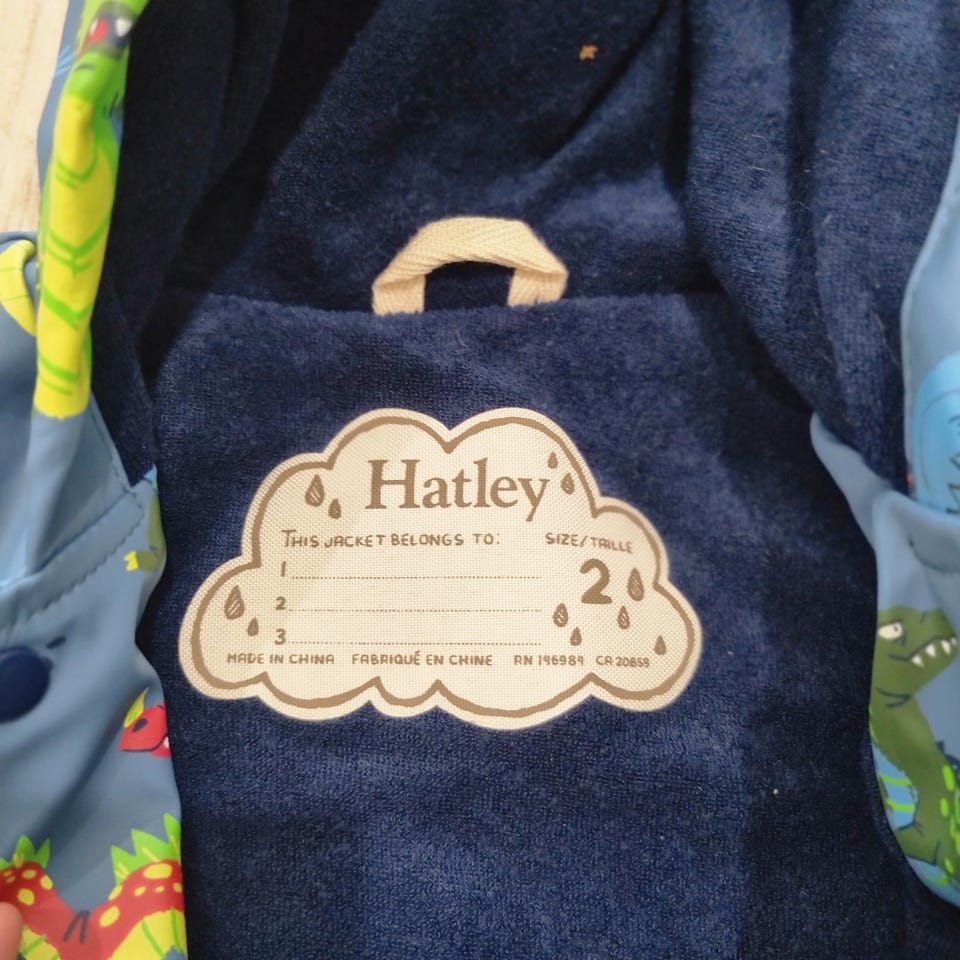 Hatley
THIS JACKET BELONGS TO: SIZE/TAILLE
1
2
2
3
MADE IN CHINA FABRIQUÉ EN CHINE RN 146984 CA 20859